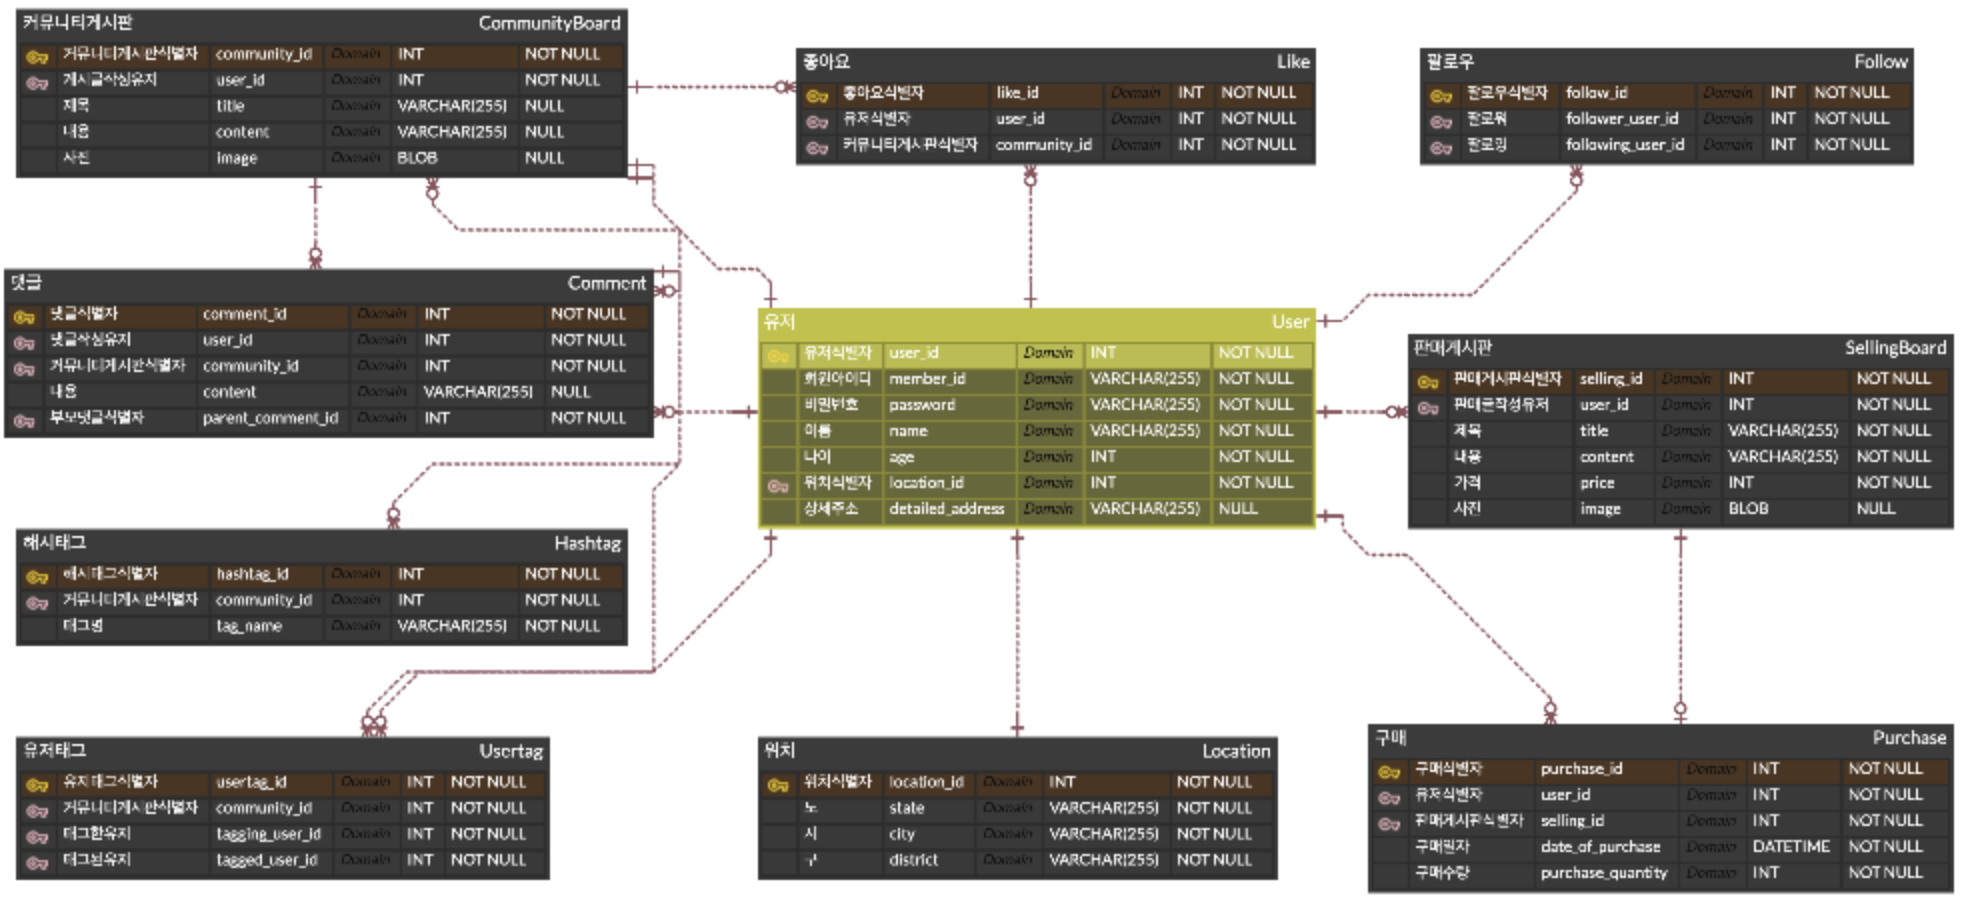 커뮤니티게시판 CommunityBoard
커뮤니티게시판식별자 community_id Domain INT NOT NULL
게시글작성유저 user_id Domain INT NOT NULL
제목 title Domain VARCHAR(255) NULL
내용 content Domain VARCHAR(255) NULL
사진 image Domain BLOB NULL
좋아요 Like
좋아요식별자 like_id Domain INT NOT NULL
유저식별자 user_id Domain INT NOT NULL
커뮤니티게시판식별자 community_id Domain INT NOT NULL
팔로우 Follow
팔로우식별자 follow_id Domain INT NOT NULL
팔로워 follower_user_id Domain INT NOT NULL
팔로잉 following_user_id Domain INT NOT NULL
댓글 Comment
댓글식별자 comment_id Domain INT NOT NULL
댓글작성유저 user_id Domain INT NOT NULL
커뮤니티게시판식별자 community_id Domain INT NOT NULL
내용 content Domain VARCHAR(255) NULL
부모댓글식별자 parent_comment_id Domain INT NOT NULL
유저 User
유저식별자 user_id Domain INT NOT NULL
회원아이디 member_id Domain VARCHAR(255) NOT NULL
비밀번호 password Domain VARCHAR(255) NOT NULL
이름 name Domain VARCHAR(255) NOT NULL
나이 age Domain INT NOT NULL
위치식별자 location_id Domain INT NOT NULL
상세주소 detailed_address Domain VARCHAR(255) NULL
판매게시판 SellingBoard
판매게시판식별자 selling_id Domain INT NOT NULL
판매글작성유저 user_id Domain INT NOT NULL
제목 title Domain VARCHAR(255) NOT NULL
내용 content Domain VARCHAR(255) NOT NULL
가격 price Domain INT NOT NULL
사진 image Domain BLOB NULL
해시태그 Hashtag
해시태그식별자 hashtag_id Domain INT NOT NULL
커뮤니티게시판식별자 community_id Domain INT NOT NULL
태그명 tag_name Domain VARCHAR(255) NOT NULL
유저태그 Usertag
유저태그식별자 usertag_id Domain INT NOT NULL
커뮤니티게시판식별자 community_id Domain INT NOT NULL
태그한유저 tagging_user_id Domain INT NOT NULL
태그된유저 tagged_user_id Domain INT NOT NULL
위치 Location
위치식별자 location_id Domain INT NOT NULL
도 state Domain VARCHAR(255) NOT NULL
시 city Domain VARCHAR(255) NOT NULL
구 district Domain VARCHAR(255) NOT NULL
구매 Purchase
구매식별자 purchase_id Domain INT NOT NULL
유저식별자 user_id Domain INT NOT NULL
판매게시판식별자 selling_id Domain INT NOT NULL
구매일자 date_of_purchase Domain DATETIME NOT NULL
구매수량 purchase_quantity Domain INT NOT NULL